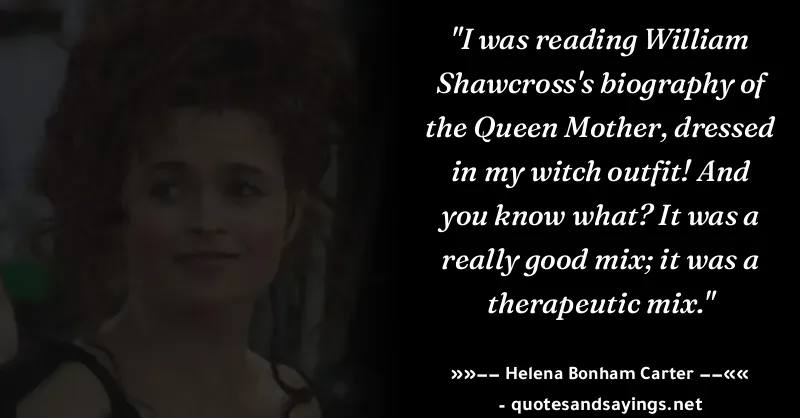 "I was reading William
Shawcross's biography of
the Queen Mother, dressed
in my witch outfit! And
you know what? It was a
really good mix; it was a
therapeutic mix."
»»–– Helena Bonham Carter ––««
- quotesandsayings.net